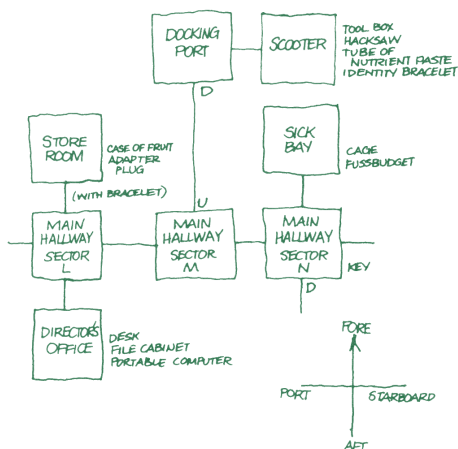 DOCKING
PORT
SCOOTER
TOOL BOX
HACKSAW
TUBE OF
NUTRIENT PASTE
IDENTITY BRACELET
D
STORE
ROOM
CASE OF FRUIT
ADAPTER
PLUG
SICK
BAY
CAGE
FUSSBUDGET
(WITH BRACELET)
U
MAIN
HALLWAY
SECTOR
L
MAIN
HALLWAY
SECTOR
M
MAIN
HALLWAY
SECTOR
N
KEY
D
DIRECTOR'S
OFFICE
DESK
FILE CABINET
PORTABLE COMPUTER
FORE
PORT
STARBOARD
AFT